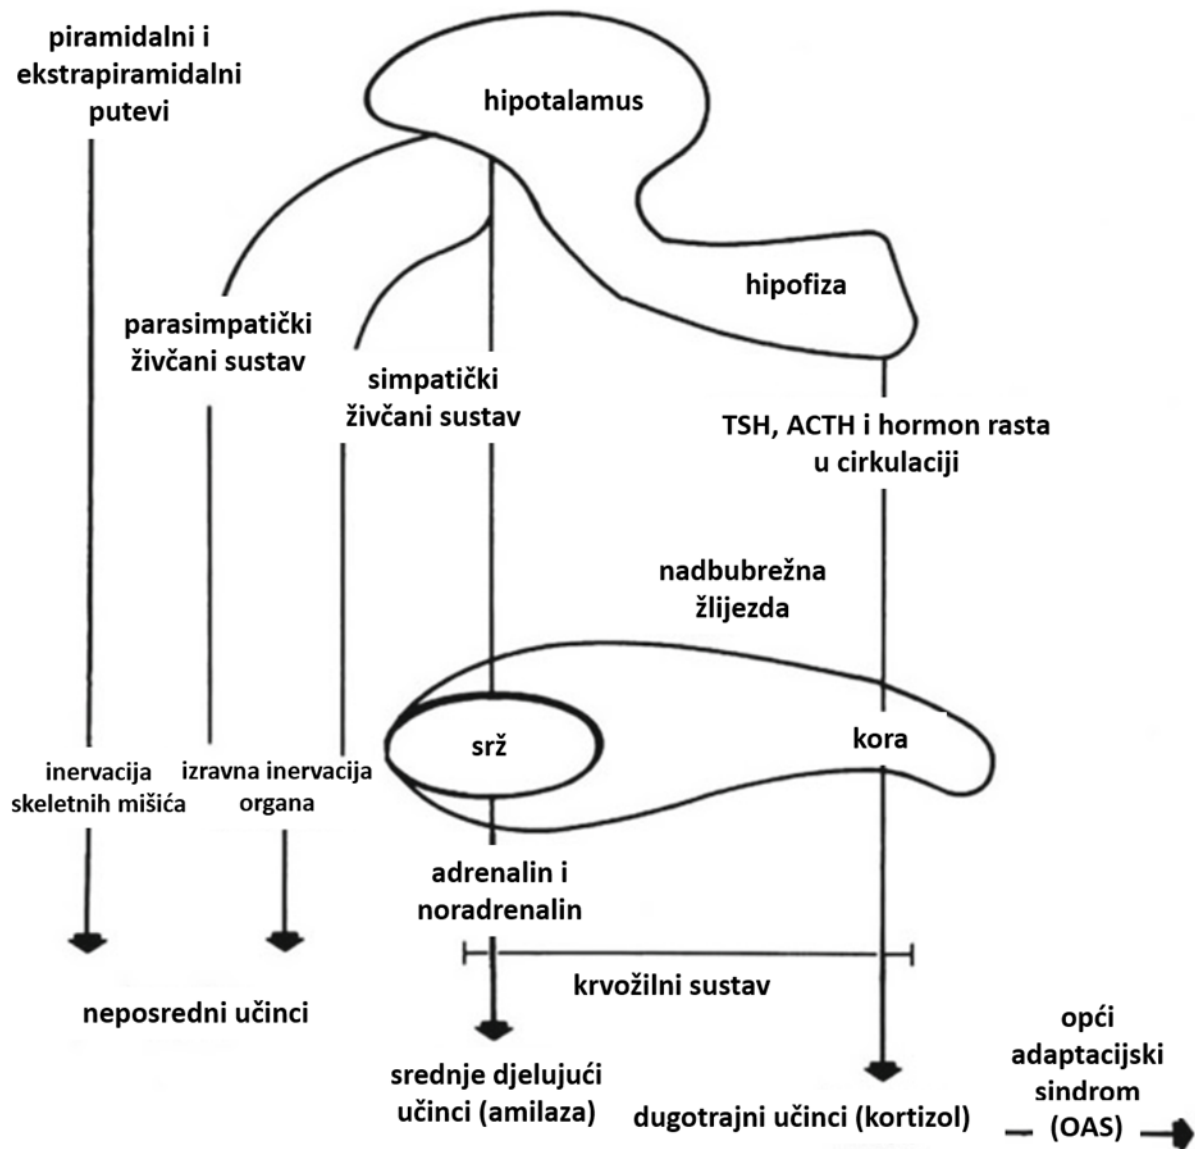 piramidalni i
ekstrapiramidalni
putevi
hipotalamus
hipofiza
parasimpatički
živčani sustav
simpatički
živčani sustav
TSH, ACTH i hormon rasta
u cirkulaciji
nadbubrežna
žlijezda
srž
kora
inervacija
skeletnih mišića
izravna inervacija
organa
adrenalin i
noradrenalin
krvožilni sustav
neposredni učinci
srednje djelujući
učinci (amilaza)
dugotrajni učinci (kortizol)
opći
adaptacijski
sindrom
(OAS)